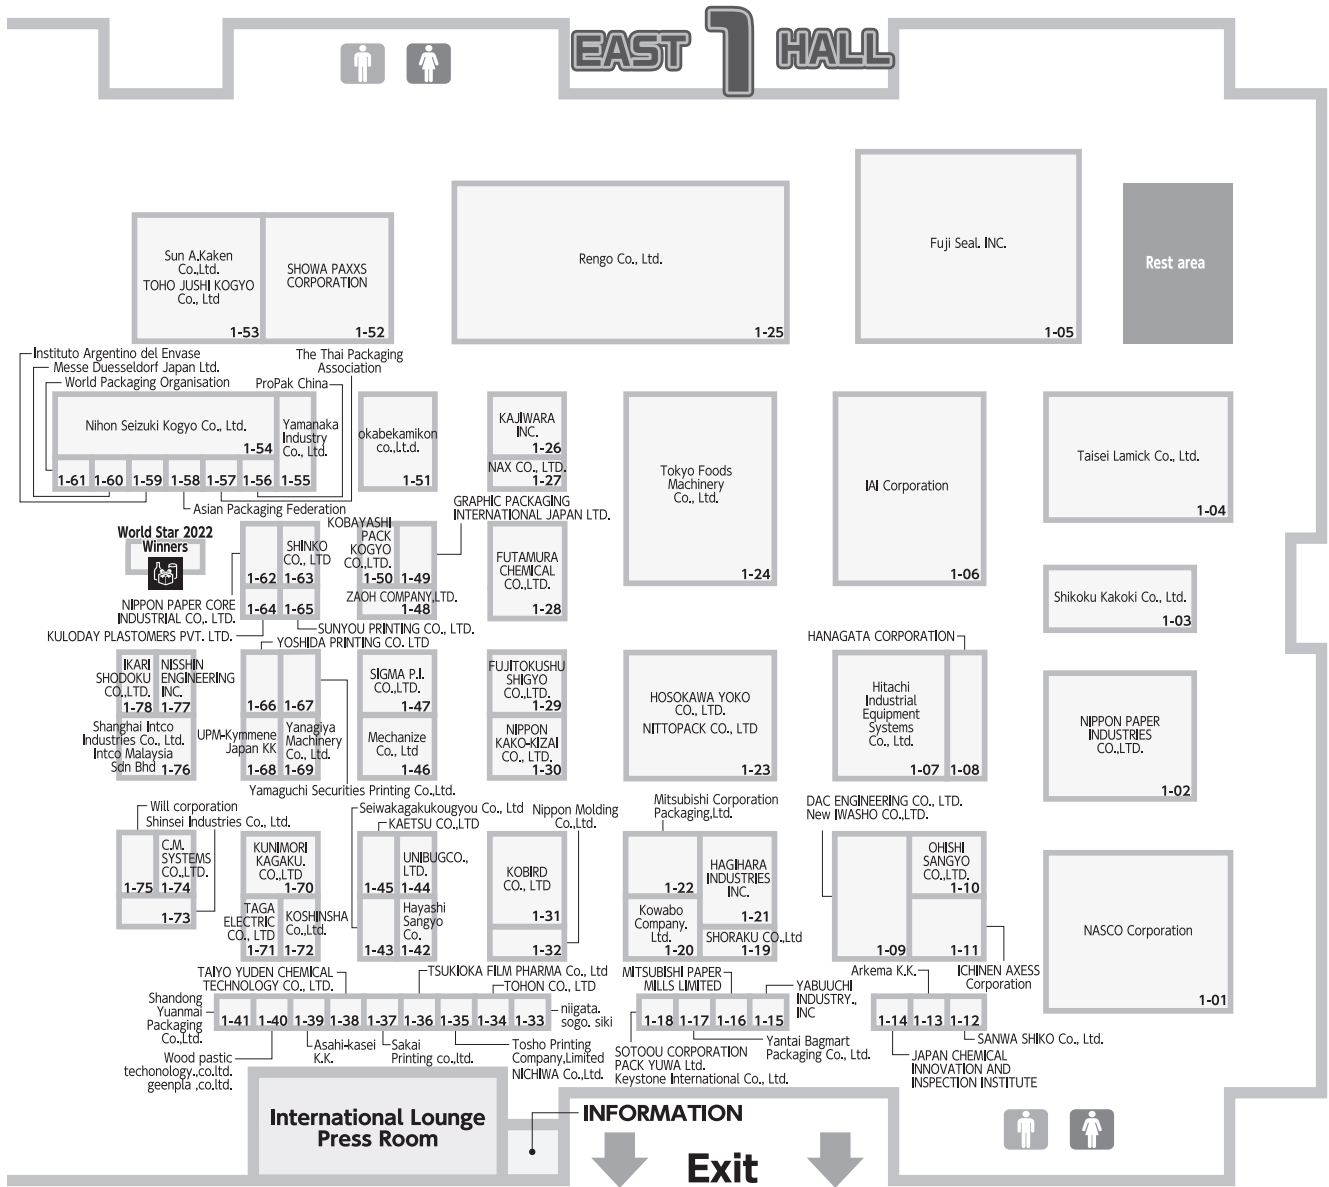 EAST 1 HALL
Sun A.Kaken
Co.,Ltd.
TOHO JUSHI KOGYO
Co., Ltd
1-53
SHOWA PAXXS
CORPORATION
1-52
Rengo Co., Ltd.
1-25
Fuji Seal. INC.
1-05
Rest area
Instituto Argentino del Envase
Messe Duesseldorf Japan Ltd.
World Packaging Organisation
The Thai Packaging
Association
ProPak China
Nihon Seizuki Kogyo Co., Ltd.
1-54
Yamanaka
Industry
Co., Ltd.
1-61
1-60
1-59
1-58
1-57
1-56
1-55
Asian Packaging Federation
okabekamikon
co.,Lt.d.
1-51
KAJIWARA
INC.
1-26
NAX CO., LTD.
1-27
Tokyo Foods
Machinery
Co., Ltd.
1-24
IAI Corporation
1-06
Taisei Lamick Co., Ltd.
1-04
World Star 2022
Winners
SHINKO
CO., LTD
1-62
1-63
1-64
1-65
NIPPON PAPER CORE
INDUSTRIAL CO,. LTD.
KULODAY PLASTOMERS PVT. LTD.
SUNYOU PRINTING CO., LTD.
KOBAYASHI
PACK
KOGYO
CO.,LTD.
1-50
1-49
GRAPHIC PACKAGING
INTERNATIONAL JAPAN LTD.
ZAOH COMPANY,LTD.
1-48
FUTAMURA
CHEMICAL
CO.,LTD.
1-28
Shikoku Kakoki Co., Ltd.
1-03
YOSHIDA PRINTING CO. LTD
IKARI
SHODOKU
CO.,LTD.
1-78
NISSHIN
ENGINEERING
INC.
1-77
Shanghai Intco
Industries Co., Ltd.
Intco Malaysia
Sdn Bhd
1-76
1-66
1-67
UPM-Kymmene
Japan KK
1-68
Yanagiya
Machinery
Co., Ltd.
1-69
Yamaguchi Securities Printing Co.,Ltd.
SIGMA P.I.
CO.,LTD.
1-47
Mechanize
Co., Ltd
1-46
FUJITOKUSHU
SHIGYO
CO.,LTD.
1-29
NIPPON
KAKO-KIZAI
CO., LTD.
1-30
HOSOKAWA YOKO
CO., LTD.
NITTOPACK CO., LTD
1-23
HANAGATA CORPORATION
Hitachi
Industrial
Equipment
Systems
Co., Ltd.
1-07
1-08
NIPPON PAPER
INDUSTRIES
CO.,LTD.
1-02
Will corporation
Shinsei Industries Co., Ltd.
C.M.
SYSTEMS
CO.,LTD.
1-75
1-74
1-73
KUNIMORI
KAGAKU.
CO.,LTD
1-70
TAGA
ELECTRIC
CO., LTD
1-71
KOSHINSHA
Co.,Ltd.
1-72
Seiwakagakukougyou Co., Ltd
KAETSU CO.,LTD
UNIBUGCO.,
LTD.
1-45
1-44
Hayashi
Sangyo
Co.
1-43
1-42
Nippon Molding
Co.,Ltd.
KOBIRD
CO., LTD
1-31
1-32
Mitsubishi Corporation
Packaging,Ltd.
1-22
HAGIHARA
INDUSTRIES
INC.
1-21
Kowabo
Company.
Ltd.
1-20
SHORAKU CO.,Ltd
1-19
DAC ENGINEERING CO., LTD.
New IWASHO CO.,LTD.
OHISHI
SANGYO
CO.,LTD.
1-10
1-09
1-11
ICHINEN AXESS
Corporation
NASCO Corporation
1-01
TAIYO YUDEN CHEMICAL
TECHNOLOGY CO., LTD.
TSUKIOKA FILM PHARMA Co., Ltd
TOHON CO., LTD
Shandong
Yuanmai
Packaging
Co.,Ltd.
1-41
1-40
1-39
1-38
1-37
1-36
1-35
1-34
1-33
niigata.
sogo. siki
Wood pastic
techonology.,co.ltd.
geenpla ,co.ltd.
Asahi-kasei
K.K.
Sakai
Printing co.,ltd.
Tosho Printing
Company,Limited
NICHIWA Co.,Ltd.
MITSUBISHI PAPER
MILLS LIMITED
YABUUCHI
INDUSTRY.,
INC
1-18
1-17
1-16
1-15
SOTOOU CORPORATION
PACK YUWA Ltd.
Keystone International Co., Ltd.
Yantai Bagmart
Packaging Co., Ltd.
Arkema K.K.
1-14
1-13
1-12
SANWA SHIKO Co., Ltd.
JAPAN CHEMICAL
INNOVATION AND
INSPECTION INSTITUTE
International Lounge
Press Room
INFORMATION
Exit